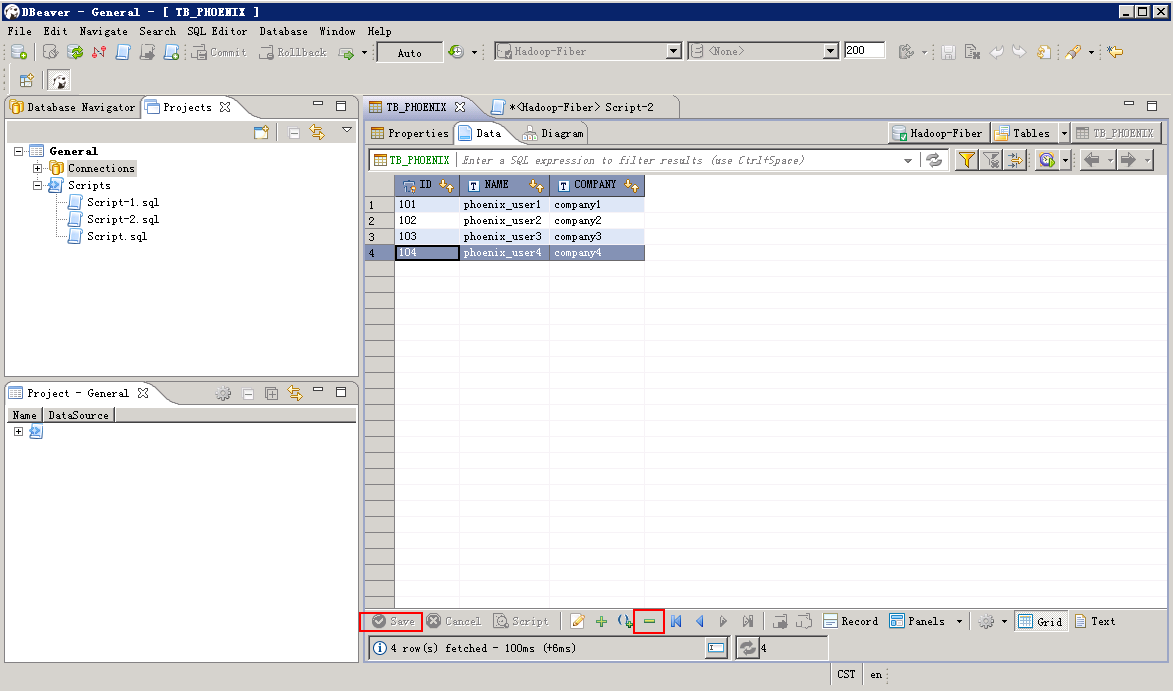 DBeaver - General - [ TB_PHOENIX ]
File Edit Navigate Search SQL Editor Database Window Help
Commit Rollback Auto Hadoop-Fiber <None> 200
Database Navigator Projects
General
Connections
Scripts
Script-1.sql
Script-2.sql
Script.sql
Project - General
Name DataSource
TB_PHOENIX *<Hadoop-Fiber> Script-2
Properties Data Diagram Hadoop-Fiber Tables TB_PHOENIX
TB_PHOENIX Enter a SQL expression to filter results (use Ctrl+Space)
ID T NAME T COMPANY
1 101 phoenix_user1 company1
2 102 phoenix_user2 company2
3 103 phoenix_user3 company3
4 104 phoenix_user4 company4
Save Cancel Script Record Panels Grid Text
4 row(s) fetched - 100ms (+6ms) 4
CST en